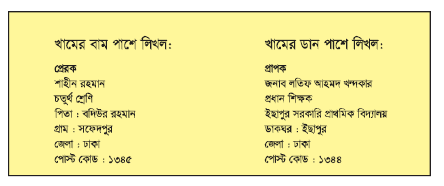 খামের বাম পাশে লিখল:
প্রেরক
শাহীন রহমান
চতুর্থ শ্রেণি
পিতা : বদিউর রহমান
গ্রাম : সফেদপুর
জেলা : ঢাকা
পোস্ট কোড : ১৩৪৫
খামের ডান পাশে লিখল:
প্রাপক
জনাব লতিফ আহমদ খন্দকার
প্রধান শিক্ষক
ইছাপুর সরকারি প্রাথমিক বিদ্যালয়
ডাকঘর : ইছাপুর
জেলা : ঢাকা
পোস্ট কোড : ১৩৪৪